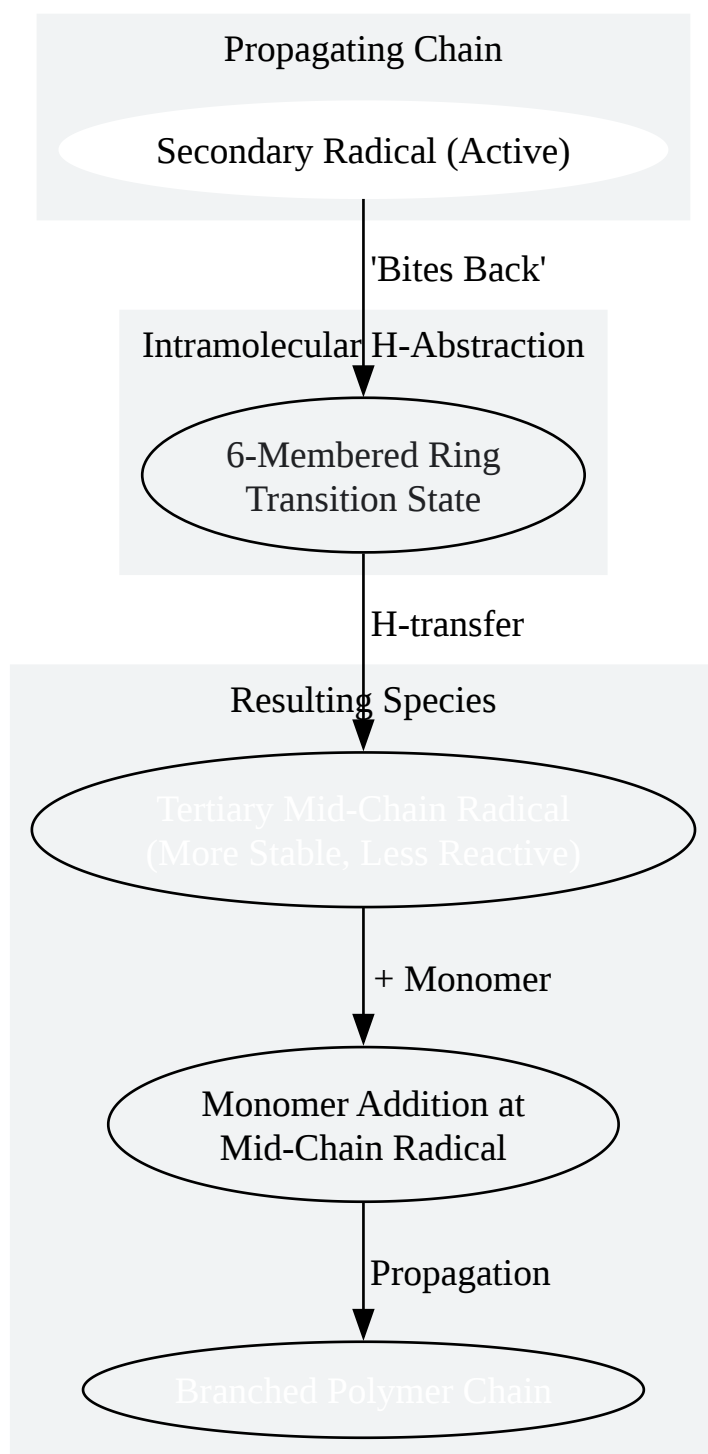 Propagating Chain
Secondary Radical (Active)
'Bites Back'
Intramolecular H-Abstraction
6-Membered Ring
Transition State
H-transfer
Resulting Species
Tertiary Mid-Chain Radical
(More Stable, Less Reactive)
+ Monomer
Monomer Addition at
Mid-Chain Radical
Propagation
Branched Polymer Chain